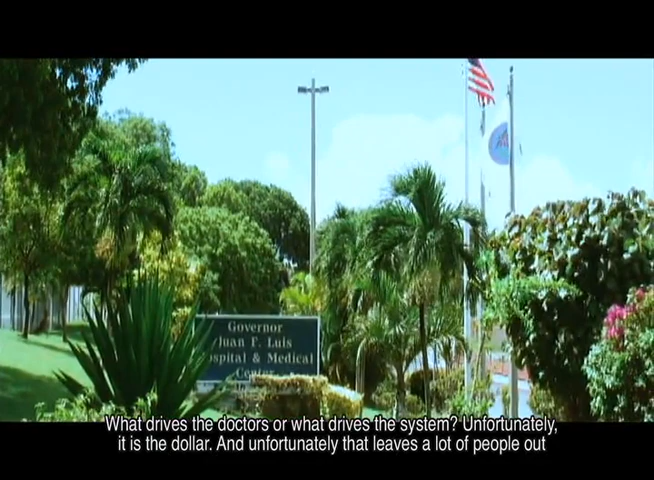 Governor
Juan F. Luis
spital & Medical
Center
What drives the doctors or what drives the system? Unfortunately,
it is the dollar. And unfortunately that leaves a lot of people out